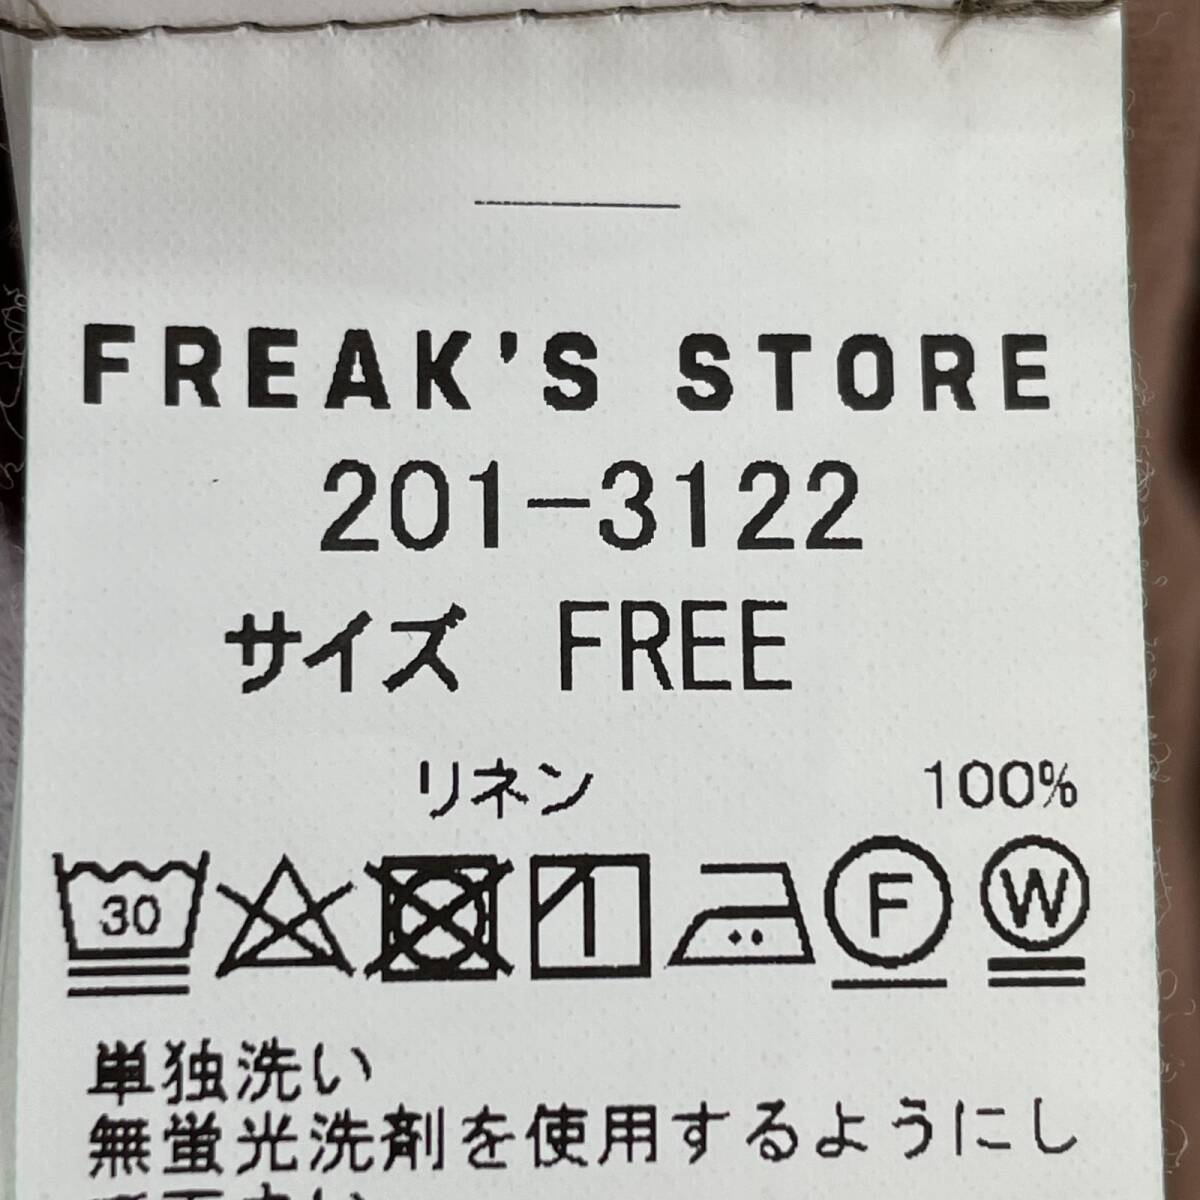 FREAK'S STORE
201-3122
サイズ FREE
リネン 100%
30 F W
単独洗い
無蛍光洗剤を使用するようにし